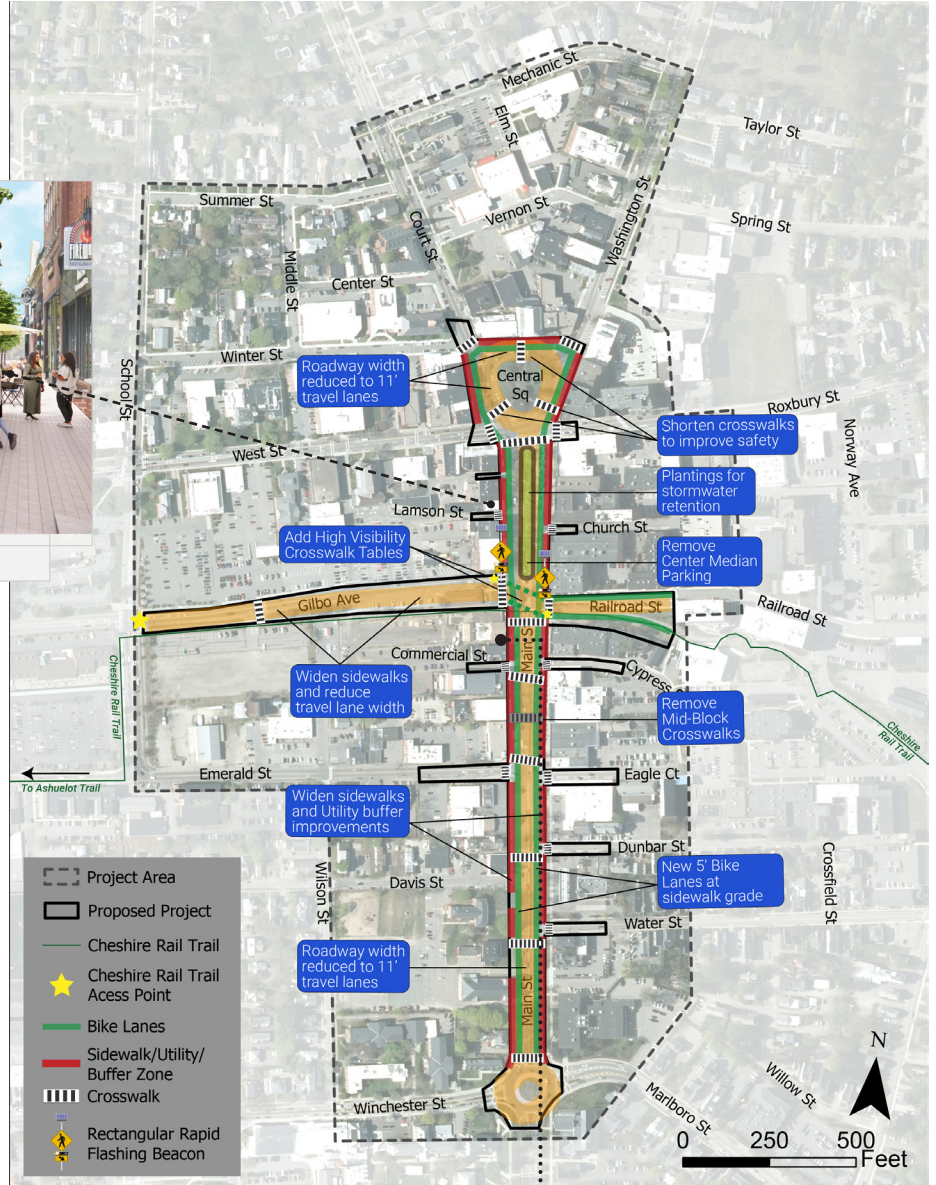 Mechanic St
Elm St
Taylor St
Summer St
Vernon St
Washington St
Spring St
Court St
Middle St
Center St
School St
Winter St
Roadway width
reduced to 11'
travel lanes
Central
Sq
Roxbury St
Shorten crosswalks
to improve safety
Norway Ave
West St
Plantings for
stormwater
retention
Lamson St
Church St
Add High Visibility
Crosswalk Tables
Remove
Center Median
Parking
Gilbo Ave
Railroad St
Railroad St
Main S
Commercial St
Cypress
Cheshire Rail Trail
Widen sidewalks
and reduce
travel lane width
Remove
Mid-Block
Crosswalks
Cheshire
Rail Trail
Emerald St
Eagle Ct
To Ashuelot Trail
Widen sidewalks
and Utility buffer
improvements
Dunbar St
Crossfield St
Wilson St
Davis St
New 5' Bike
Lanes at
sidewalk grade
Water St
Roadway width
reduced to 11'
travel lanes
Main St
Winchester St
Marlboro St
Willow St
Project Area
Proposed Project
Cheshire Rail Trail
Cheshire Rail Trail
Acess Point
Bike Lanes
Sidewalk/Utility/
Buffer Zone
Crosswalk
Rectangular Rapid
Flashing Beacon
N
0 250 500
Feet